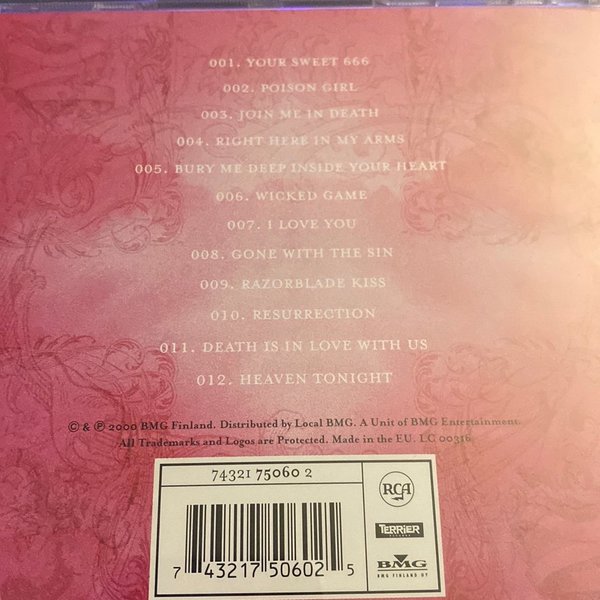 001. YOUR SWEET 666
002. POISON GIRL
003. JOIN ME IN DEATH
004. RIGHT HERE IN MY ARMS
005. BURY ME DEEP INSIDE YOUR HEART
006. WICKED GAME
007. I LOVE YOU
008. GONE WITH THE SIN
009. RAZORBLADE KISS
010. RESURRECTION
011. DEATH IS IN LOVE WITH US
012. HEAVEN TONIGHT
© & ℗ 2000 BMG Finland. Distributed by Local BMG. A Unit of BMG Entertainment.
All Trademarks and Logos are Protected. Made in the EU. LC 00316
74321 75060 2
7 43217 50602 5
RCA
TERRIER
RECORDS
BMG
BMG FINLAND OY